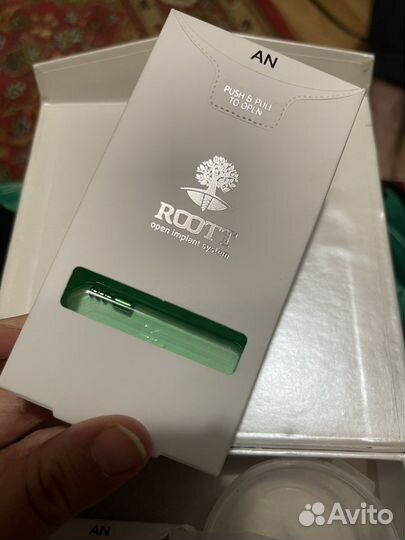 AN
PUSH & PULL
TO OPEN
ROOTT
open implant system
AN
Avito